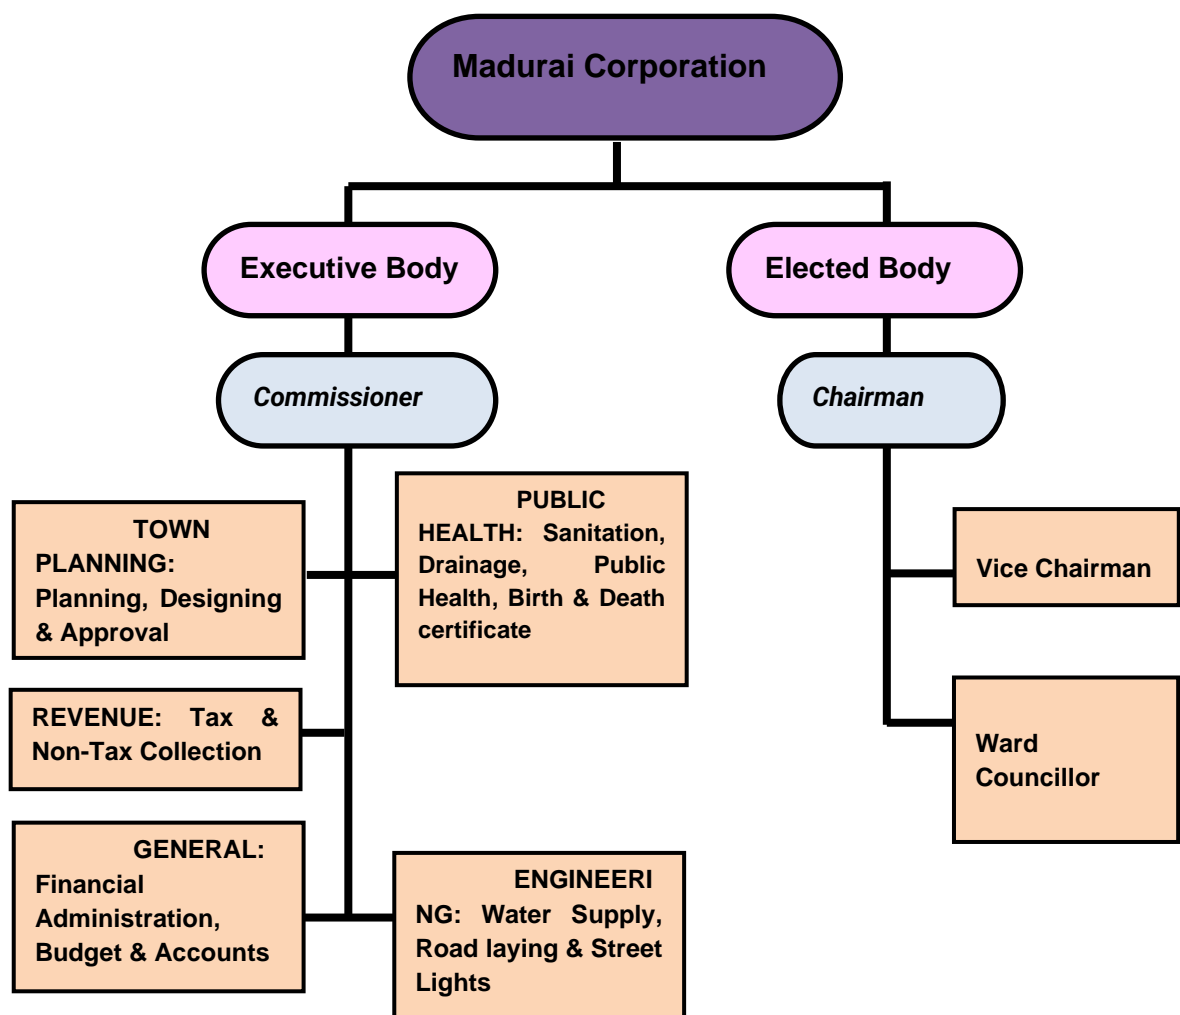 Madurai Corporation
Executive Body
Elected Body
Commissioner
Chairman
TOWN
PLANNING:
Planning, Designing
& Approval
PUBLIC
HEALTH: Sanitation,
Drainage, Public
Health, Birth & Death
certificate
Vice Chairman
REVENUE: Tax &
Non-Tax Collection
Ward
Councillor
GENERAL:
Financial
Administration,
Budget & Accounts
ENGINEERI
NG: Water Supply,
Road laying & Street
Lights